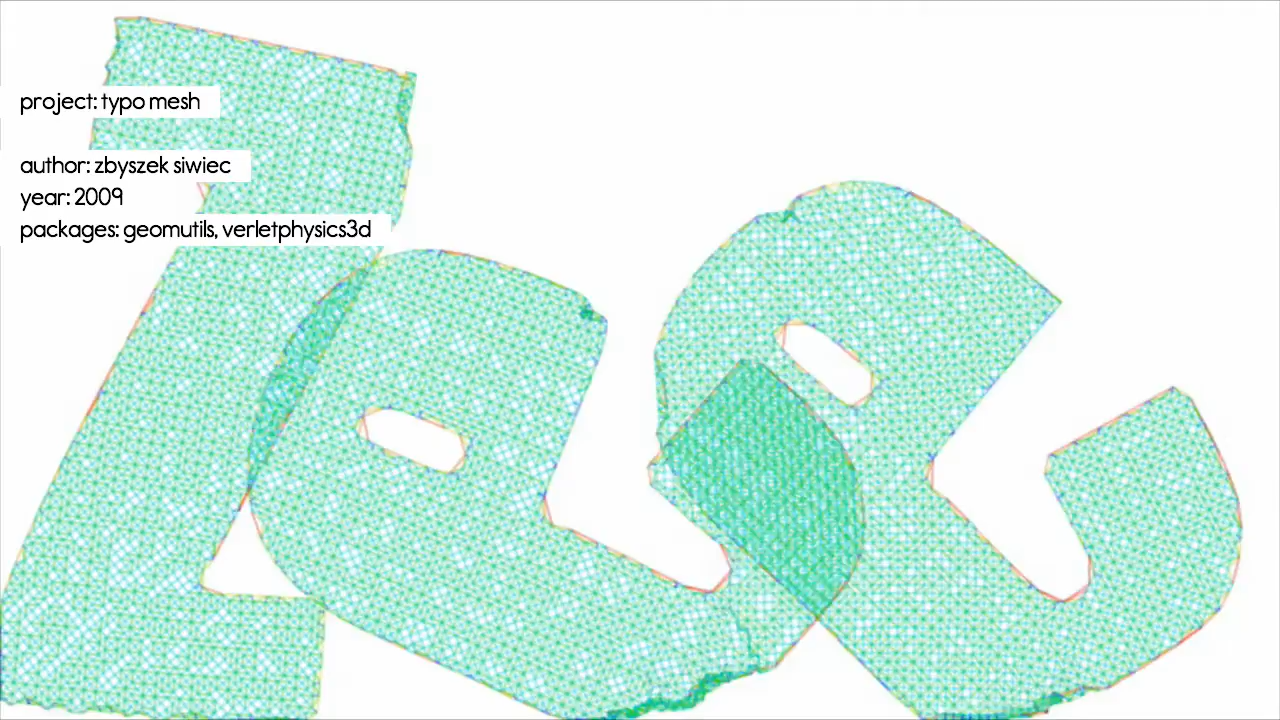 project: typo mesh
author: zbyszek siwiec
year: 2009
packages: geomutils, verletphysics3d